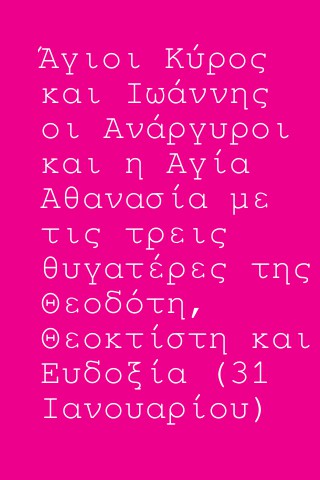 Άγιοι Κύρος
και Ιωάννης
οι Ανάργυροι
και η Αγία
Αθανασία με
τις τρεις
θυγατέρες της
Θεοδότη,
Θεοκτίστη και
Ευδοξία (31
Ιανουαρίου)